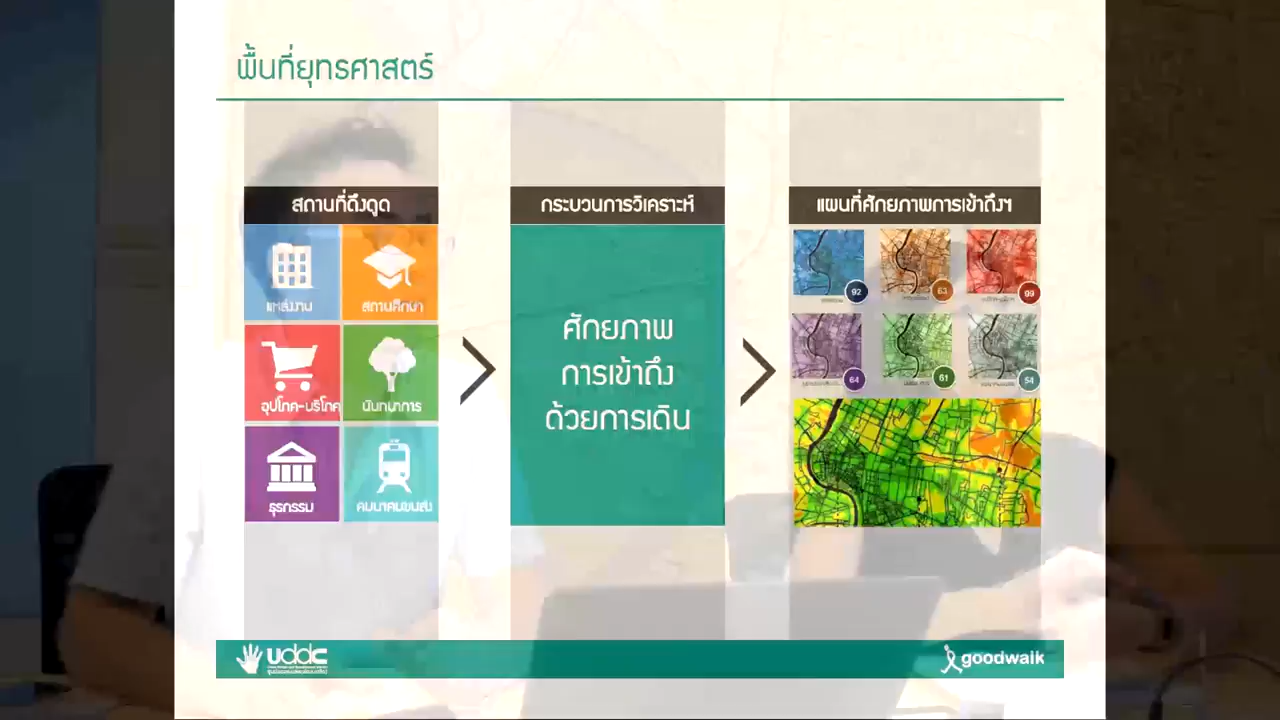 พื้นที่ยุทธศาสตร์
สถานที่ดึงดูด
แหล่งงาน
สถานศึกษา
อุปโภค-บริโภค
นันทนาการ
ธุรกรรม
คมนาคมขนส่ง
กระบวนการวิเคราะห์
ศักยภาพ
การเข้าถึง
ด้วยการเดิน
แผนที่ศักยภาพการเข้าถึงฯ
92
63
99
64
61
54
uddc
goodwalk